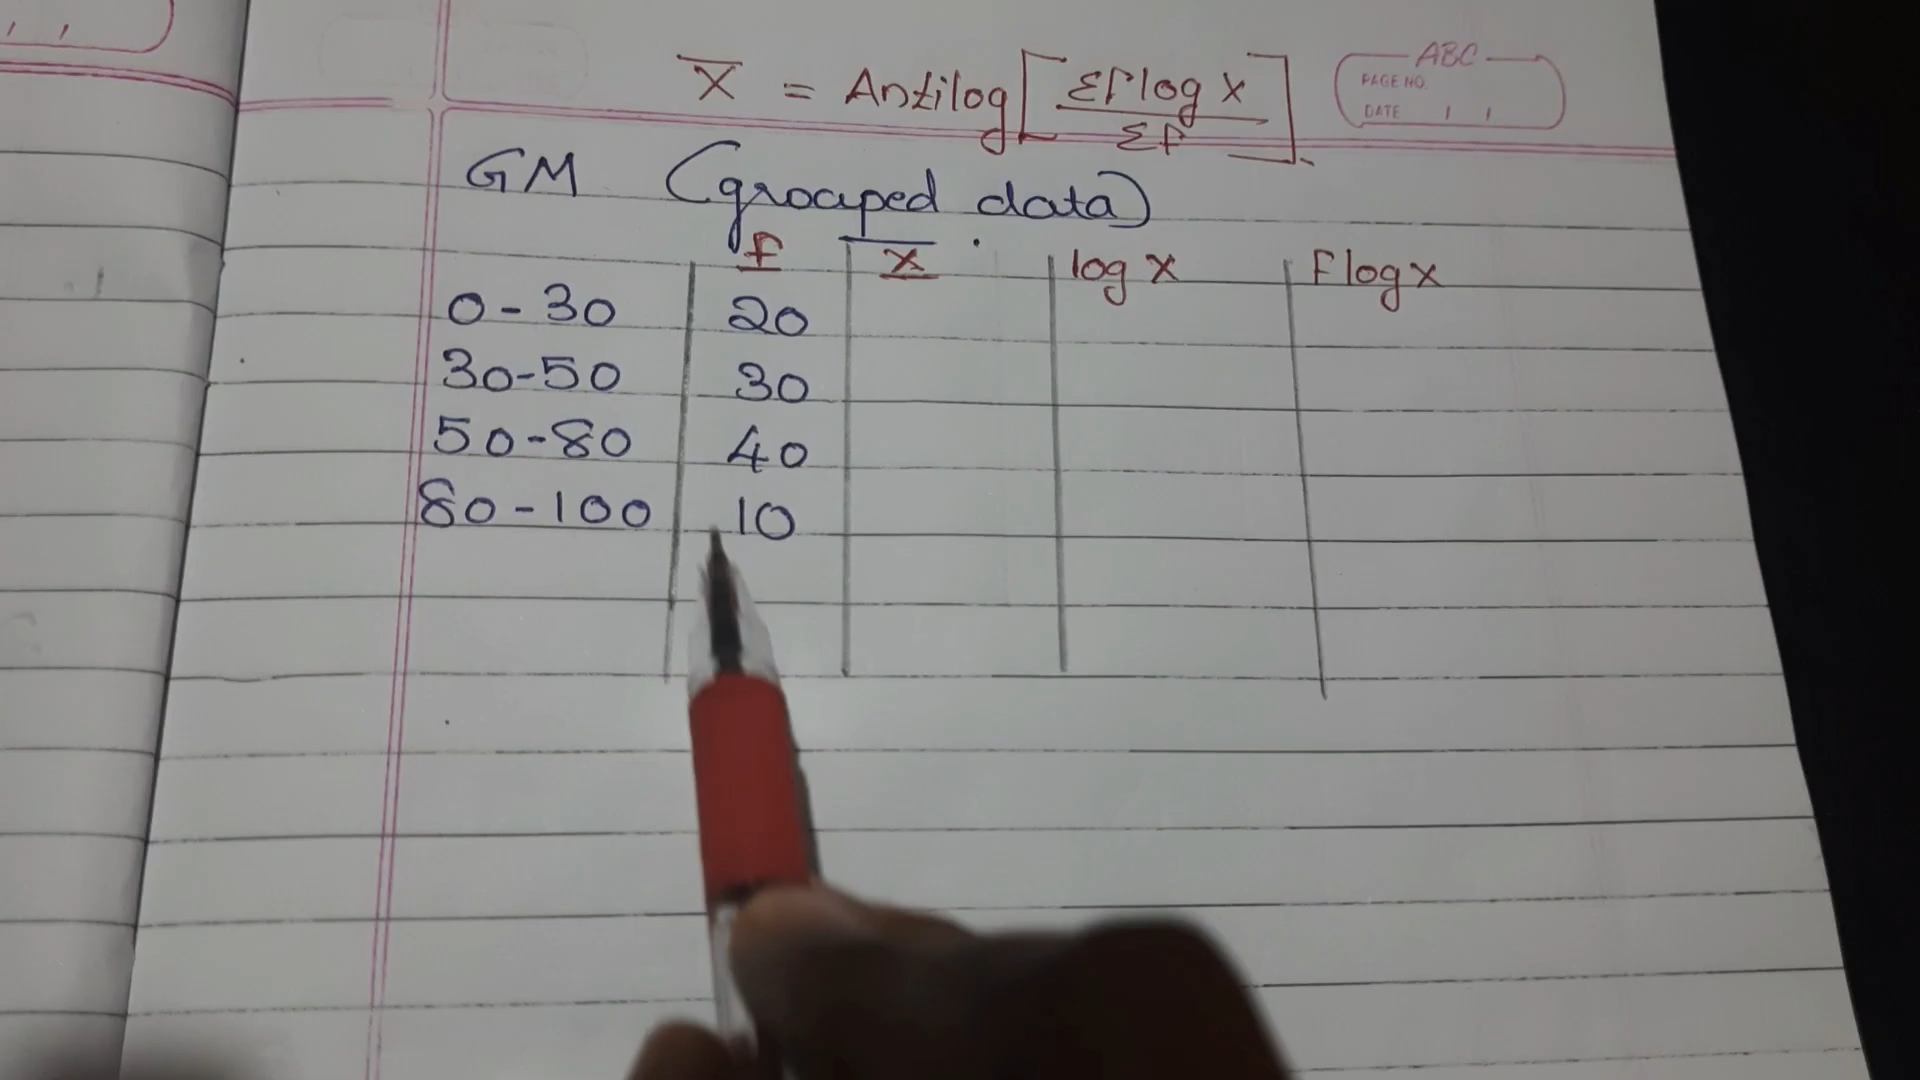 X̄ = Antilog[Σf log x / Σf]
ABC
PAGE NO.
DATE / /
GM (grouped data)
f x log x F log x
0 - 30 20
30-50 30
50-80 40
80-100 10